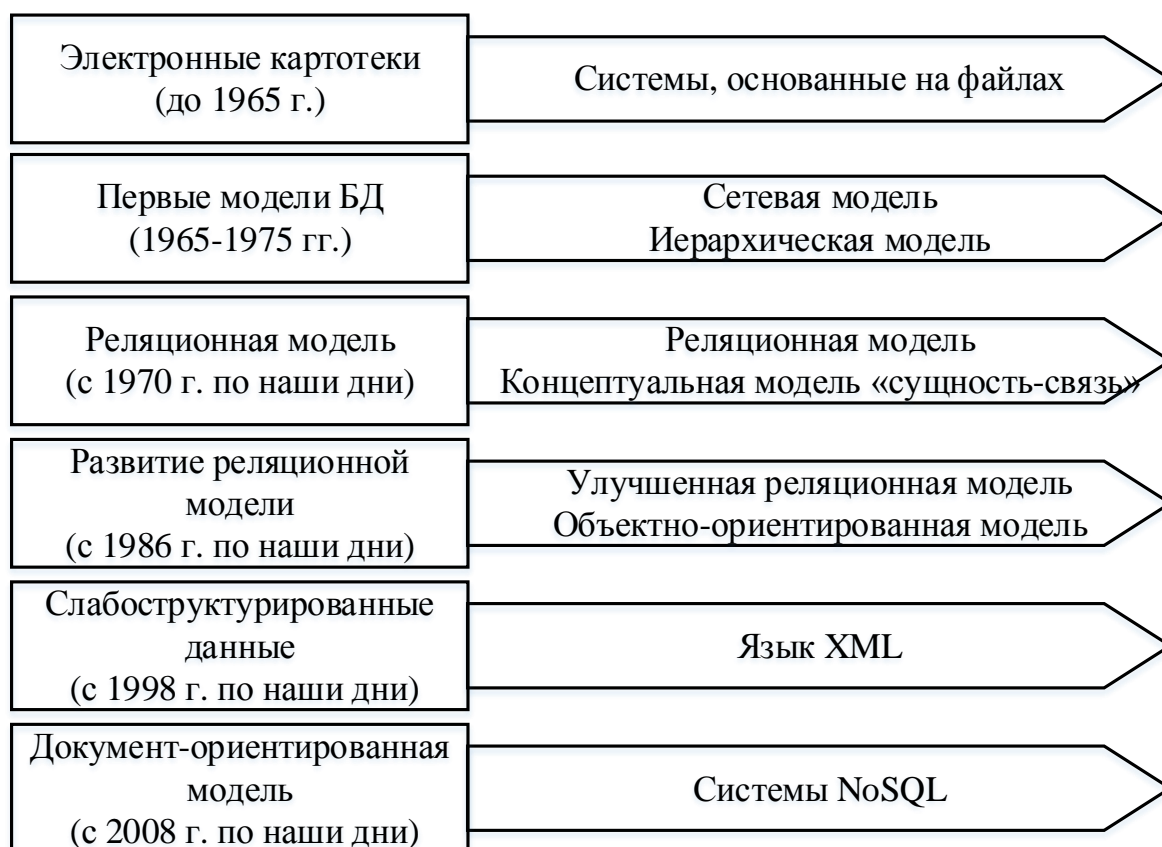 Электронные картотеки
(до 1965 г.)
Системы, основанные на файлах
Первые модели БД
(1965-1975 гг.)
Сетевая модель
Иерархическая модель
Реляционная модель
(с 1970 г. по наши дни)
Реляционная модель
Концептуальная модель «сущность-связь»
Развитие реляционной
модели
(с 1986 г. по наши дни)
Улучшенная реляционная модель
Объектно-ориентированная модель
Слабоструктурированные
данные
(с 1998 г. по наши дни)
Язык XML
Документ-ориентированная
модель
(с 2008 г. по наши дни)
Системы NoSQL